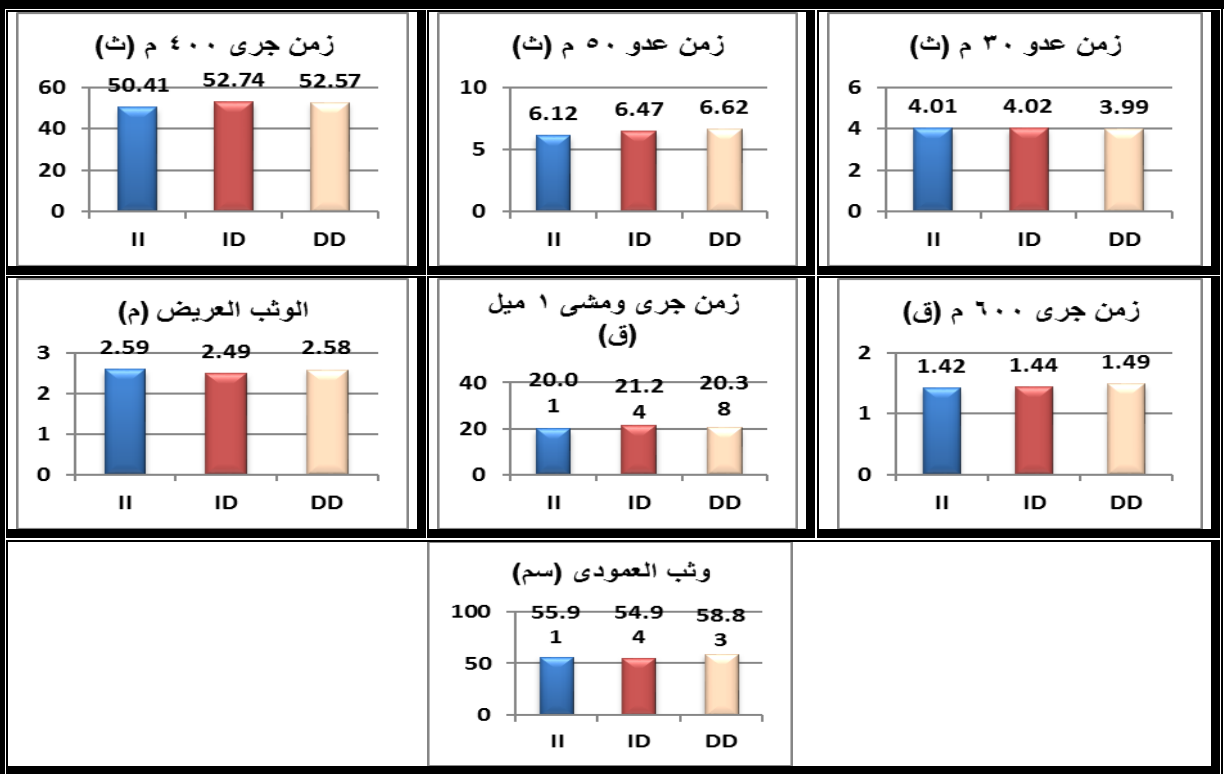 زمن عدو ٣٠ م (ث)
6
4
2
0
4.01 4.02 3.99
II ID DD
زمن عدو ٥٠ م (ث)
10
5
0
6.12 6.47 6.62
II ID DD
زمن جرى ٤٠٠ م (ث)
60
40
20
0
50.41 52.74 52.57
II ID DD
زمن جرى ٦٠٠ م (ق)
2
1
0
1.42 1.44 1.49
II ID DD
زمن جرى ومشى ١ ميل
(ق)
40
20
0
20.0 21.2 20.3
1 4 8
II ID DD
الوثب العريض (م)
3
2
1
0
2.59 2.49 2.58
II ID DD
وثب العمودى (سم)
100
50
0
55.9 54.9 58.8
1 4 3
II ID DD